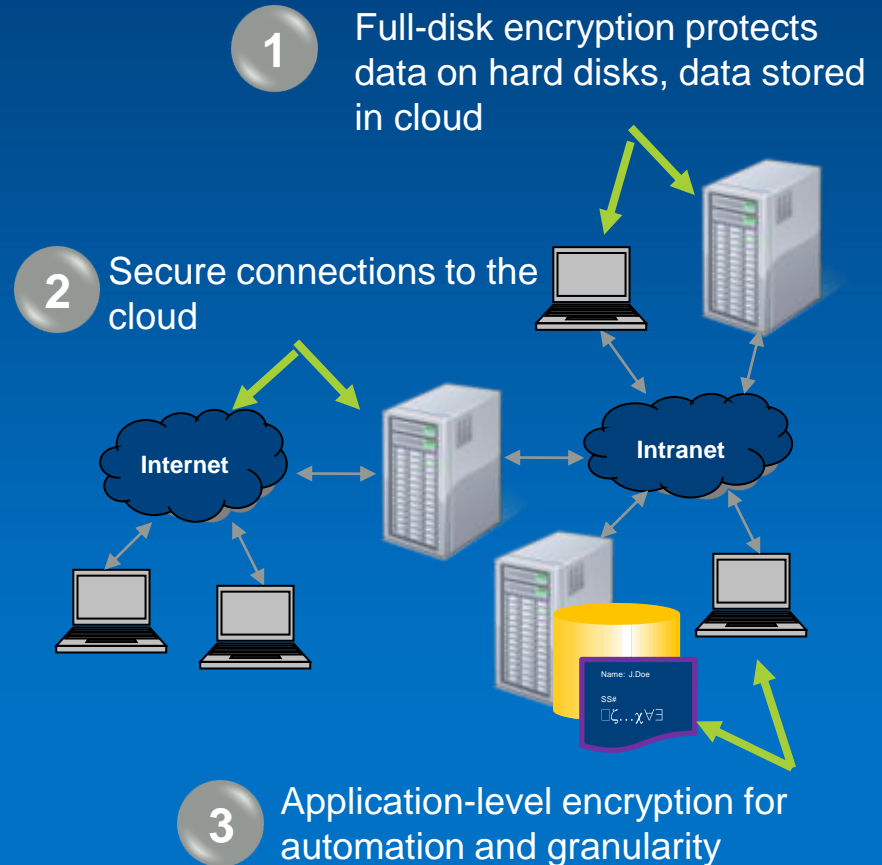 1
Full-disk encryption protects
data on hard disks, data stored
in cloud
2
Secure connections to the
cloud
Internet
Intranet
Name: J.Doe
SS#
□ζ…χ∀∃
3
Application-level encryption for
automation and granularity